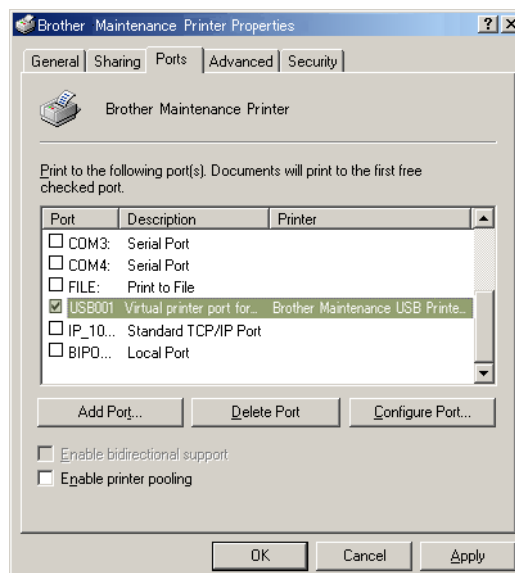 Brother Maintenance Printer Properties
General Sharing Ports Advanced Security
Brother Maintenance Printer
Print to the following port(s). Documents will print to the first free
checked port.
Port Description Printer
COM3: Serial Port
COM4: Serial Port
FILE: Print to File
USB001 Virtual printer port for... Brother Maintenance USB Printe...
IP_10... Standard TCP/IP Port
BIPO... Local Port
Add Port... Delete Port Configure Port...
Enable bidirectional support
Enable printer pooling
OK Cancel Apply